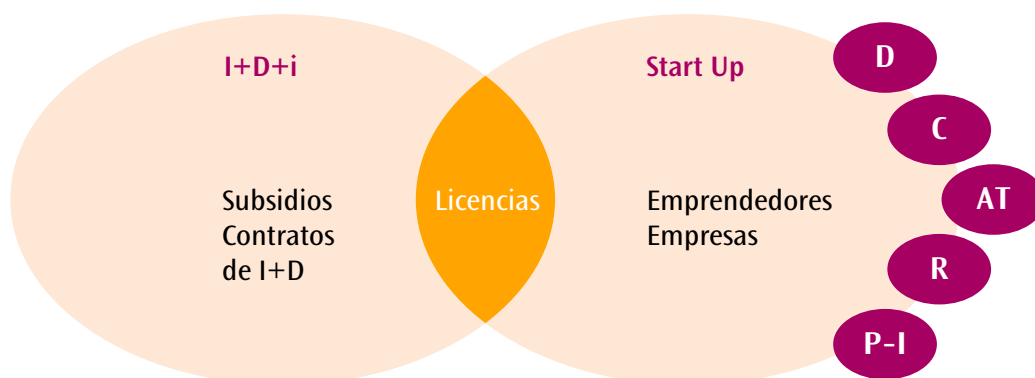 I+D+i
Subsidios
Contratos
de I+D
Licencias
Start Up
Emprendedores
Empresas
D
C
AT
R
P-I